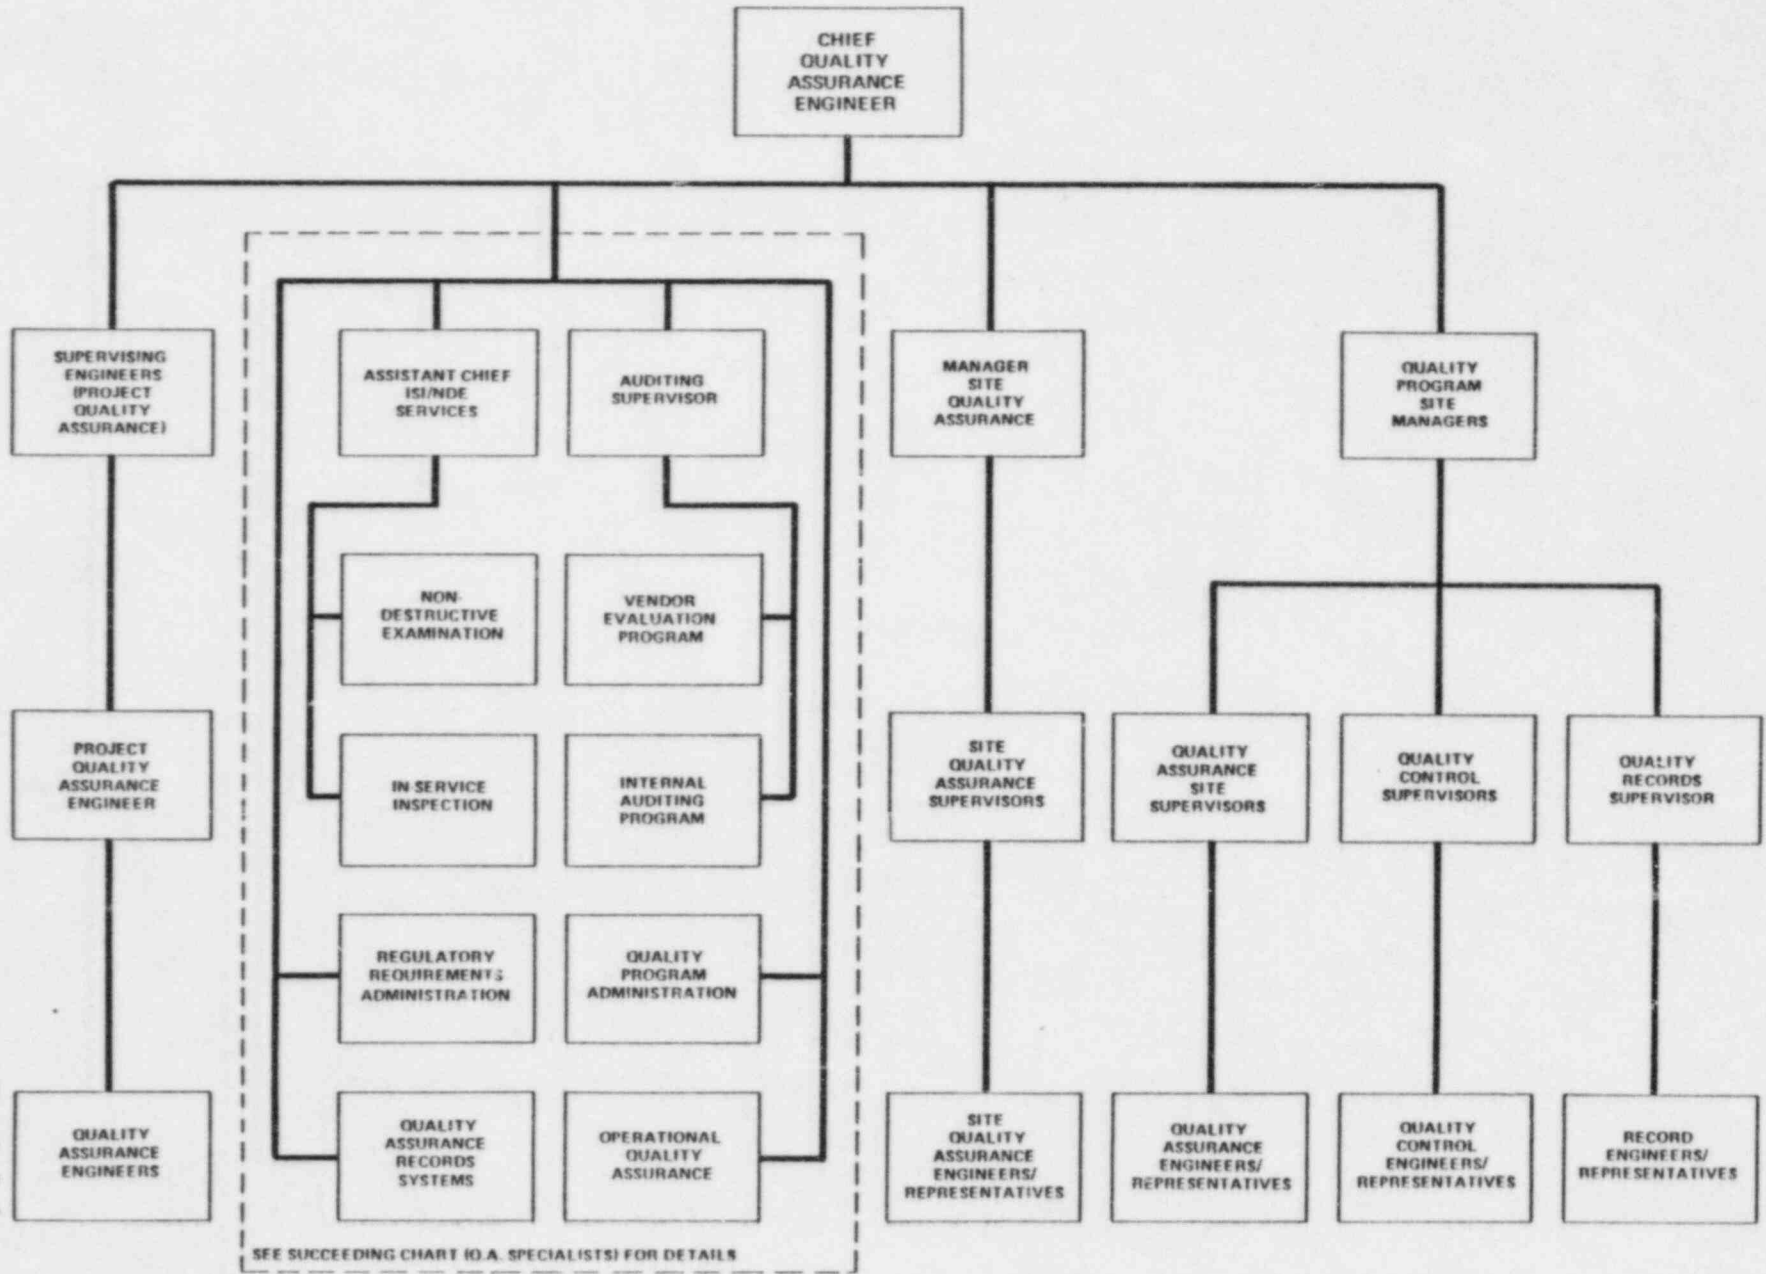 CHIEF
QUALITY
ASSURANCE
ENGINEER
SUPERVISING
ENGINEERS
(PROJECT
QUALITY
ASSURANCE)
ASSISTANT CHIEF
ISI/NDE
SERVICES
AUDITING
SUPERVISOR
MANAGER
SITE
QUALITY
ASSURANCE
QUALITY
PROGRAM
SITE
MANAGERS
NON-
DESTRUCTIVE
EXAMINATION
VENDOR
EVALUATION
PROGRAM
PROJECT
QUALITY
ASSURANCE
ENGINEER
IN-SERVICE
INSPECTION
INTERNAL
AUDITING
PROGRAM
SITE
QUALITY
ASSURANCE
SUPERVISORS
QUALITY
ASSURANCE
SITE
SUPERVISORS
QUALITY
CONTROL
SUPERVISORS
QUALITY
RECORDS
SUPERVISOR
REGULATORY
REQUIREMENTS
ADMINISTRATION
QUALITY
PROGRAM
ADMINISTRATION
QUALITY
ASSURANCE
ENGINEERS
QUALITY
ASSURANCE
RECORDS
SYSTEMS
OPERATIONAL
QUALITY
ASSURANCE
SITE
QUALITY
ASSURANCE
ENGINEERS/
REPRESENTATIVES
QUALITY
ASSURANCE
ENGINEERS/
REPRESENTATIVES
QUALITY
CONTROL
ENGINEERS/
REPRESENTATIVES
RECORD
ENGINEERS/
REPRESENTATIVES
SEE SUCCEEDING CHART (Q.A. SPECIALISTS) FOR DETAILS